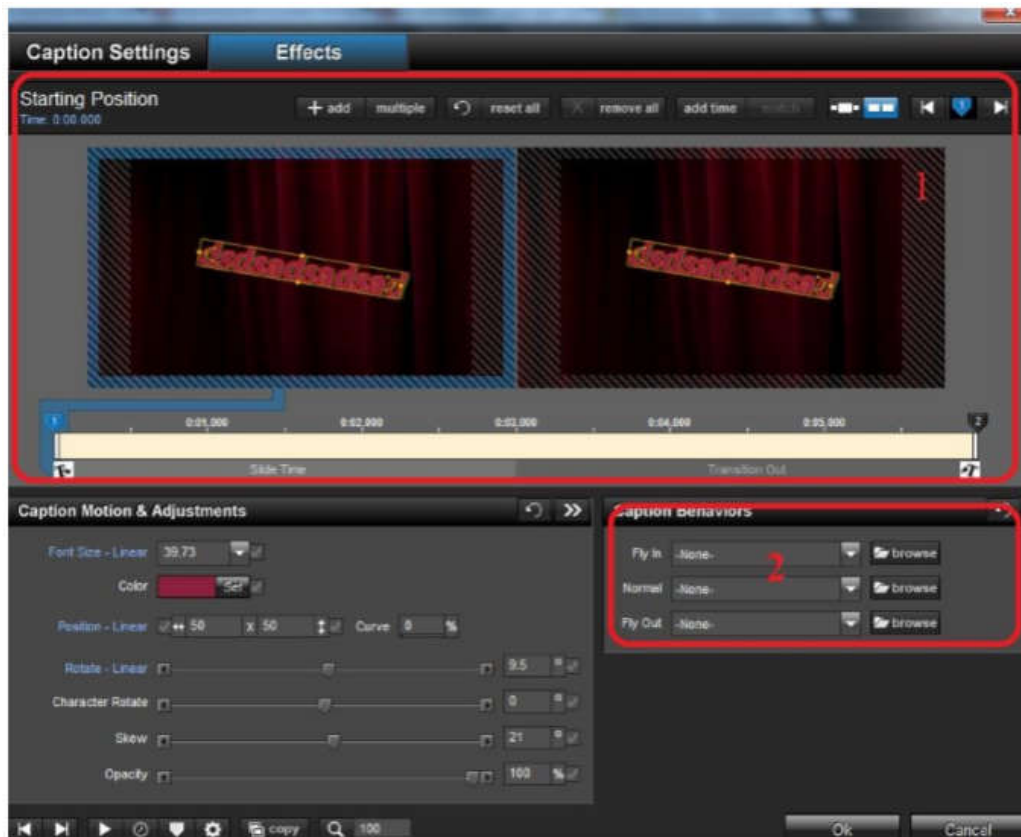 Caption Settings Effects
Starting Position
Time: 0:00.000
+ add multiple reset all X remove all add time
1
1
1 0:01.000 0:02.000 0:03.000 0:04.000 0:05.000 2
Slide Time Transition Out
Caption Motion & Adjustments
Font Size - Linear 39.73
Color Set
Position - Linear 50 x 50 Curve 0 %
Rotate - Linear 9.5 °
Character Rotate 0 °
Skew 21 °
Opacity 100 %
Caption Behaviors
Fly In -None- browse
2
Normal -None- browse
Fly Out -None- browse
copy 100
Ok Cancel